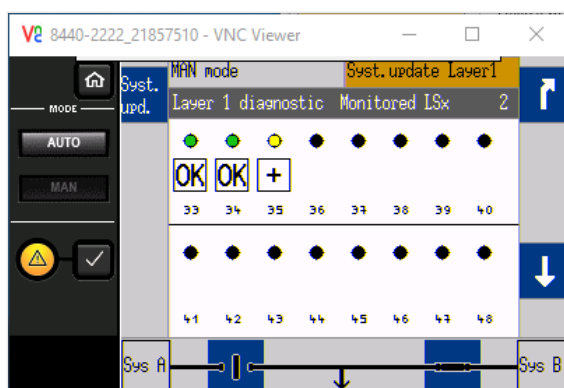 8440-2222_21857510 - VNC Viewer
MAN mode
Syst.update Layer1
Syst.
upd.
Layer 1 diagnostic Monitored LSx 2
MODE
AUTO
MAN
OK OK +
33 34 35 36 37 38 39 40
41 42 43 44 45 46 47 48
Sys A
Sys B